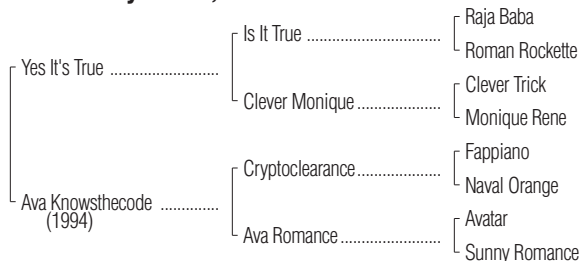 Raja Baba
Is It True ........................................
Roman Rockette
Yes It's True ................................
Clever Trick
Clever Monique .........................
Monique Rene
Fappiano
Cryptoclearance ........................
Naval Orange
Ava Knowsthecode .................
(1994)
Avatar
Ava Romance .............................
Sunny Romance